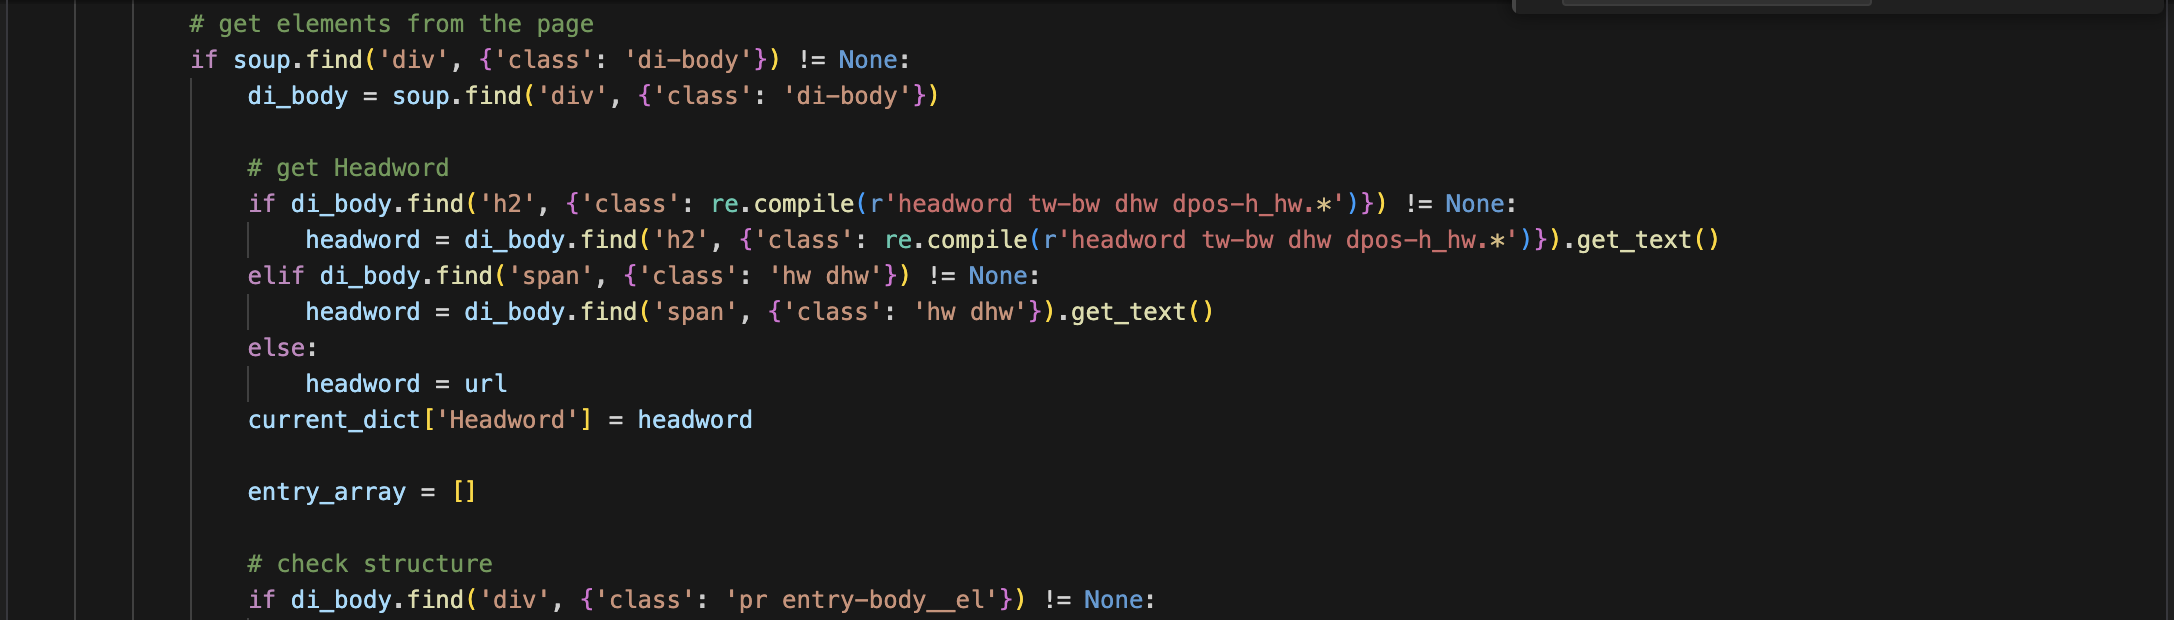 # get elements from the page
if soup.find('div', {'class': 'di-body'}) != None:
di_body = soup.find('div', {'class': 'di-body'})
# get Headword
if di_body.find('h2', {'class': re.compile(r'headword tw-bw dhw dpos-h_hw.*')}) != None:
headword = di_body.find('h2', {'class': re.compile(r'headword tw-bw dhw dpos-h_hw.*')}).get_text()
elif di_body.find('span', {'class': 'hw dhw'}) != None:
headword = di_body.find('span', {'class': 'hw dhw'}).get_text()
else:
headword = url
current_dict['Headword'] = headword
entry_array = []
# check structure
if di_body.find('div', {'class': 'pr entry-body__el'}) != None: